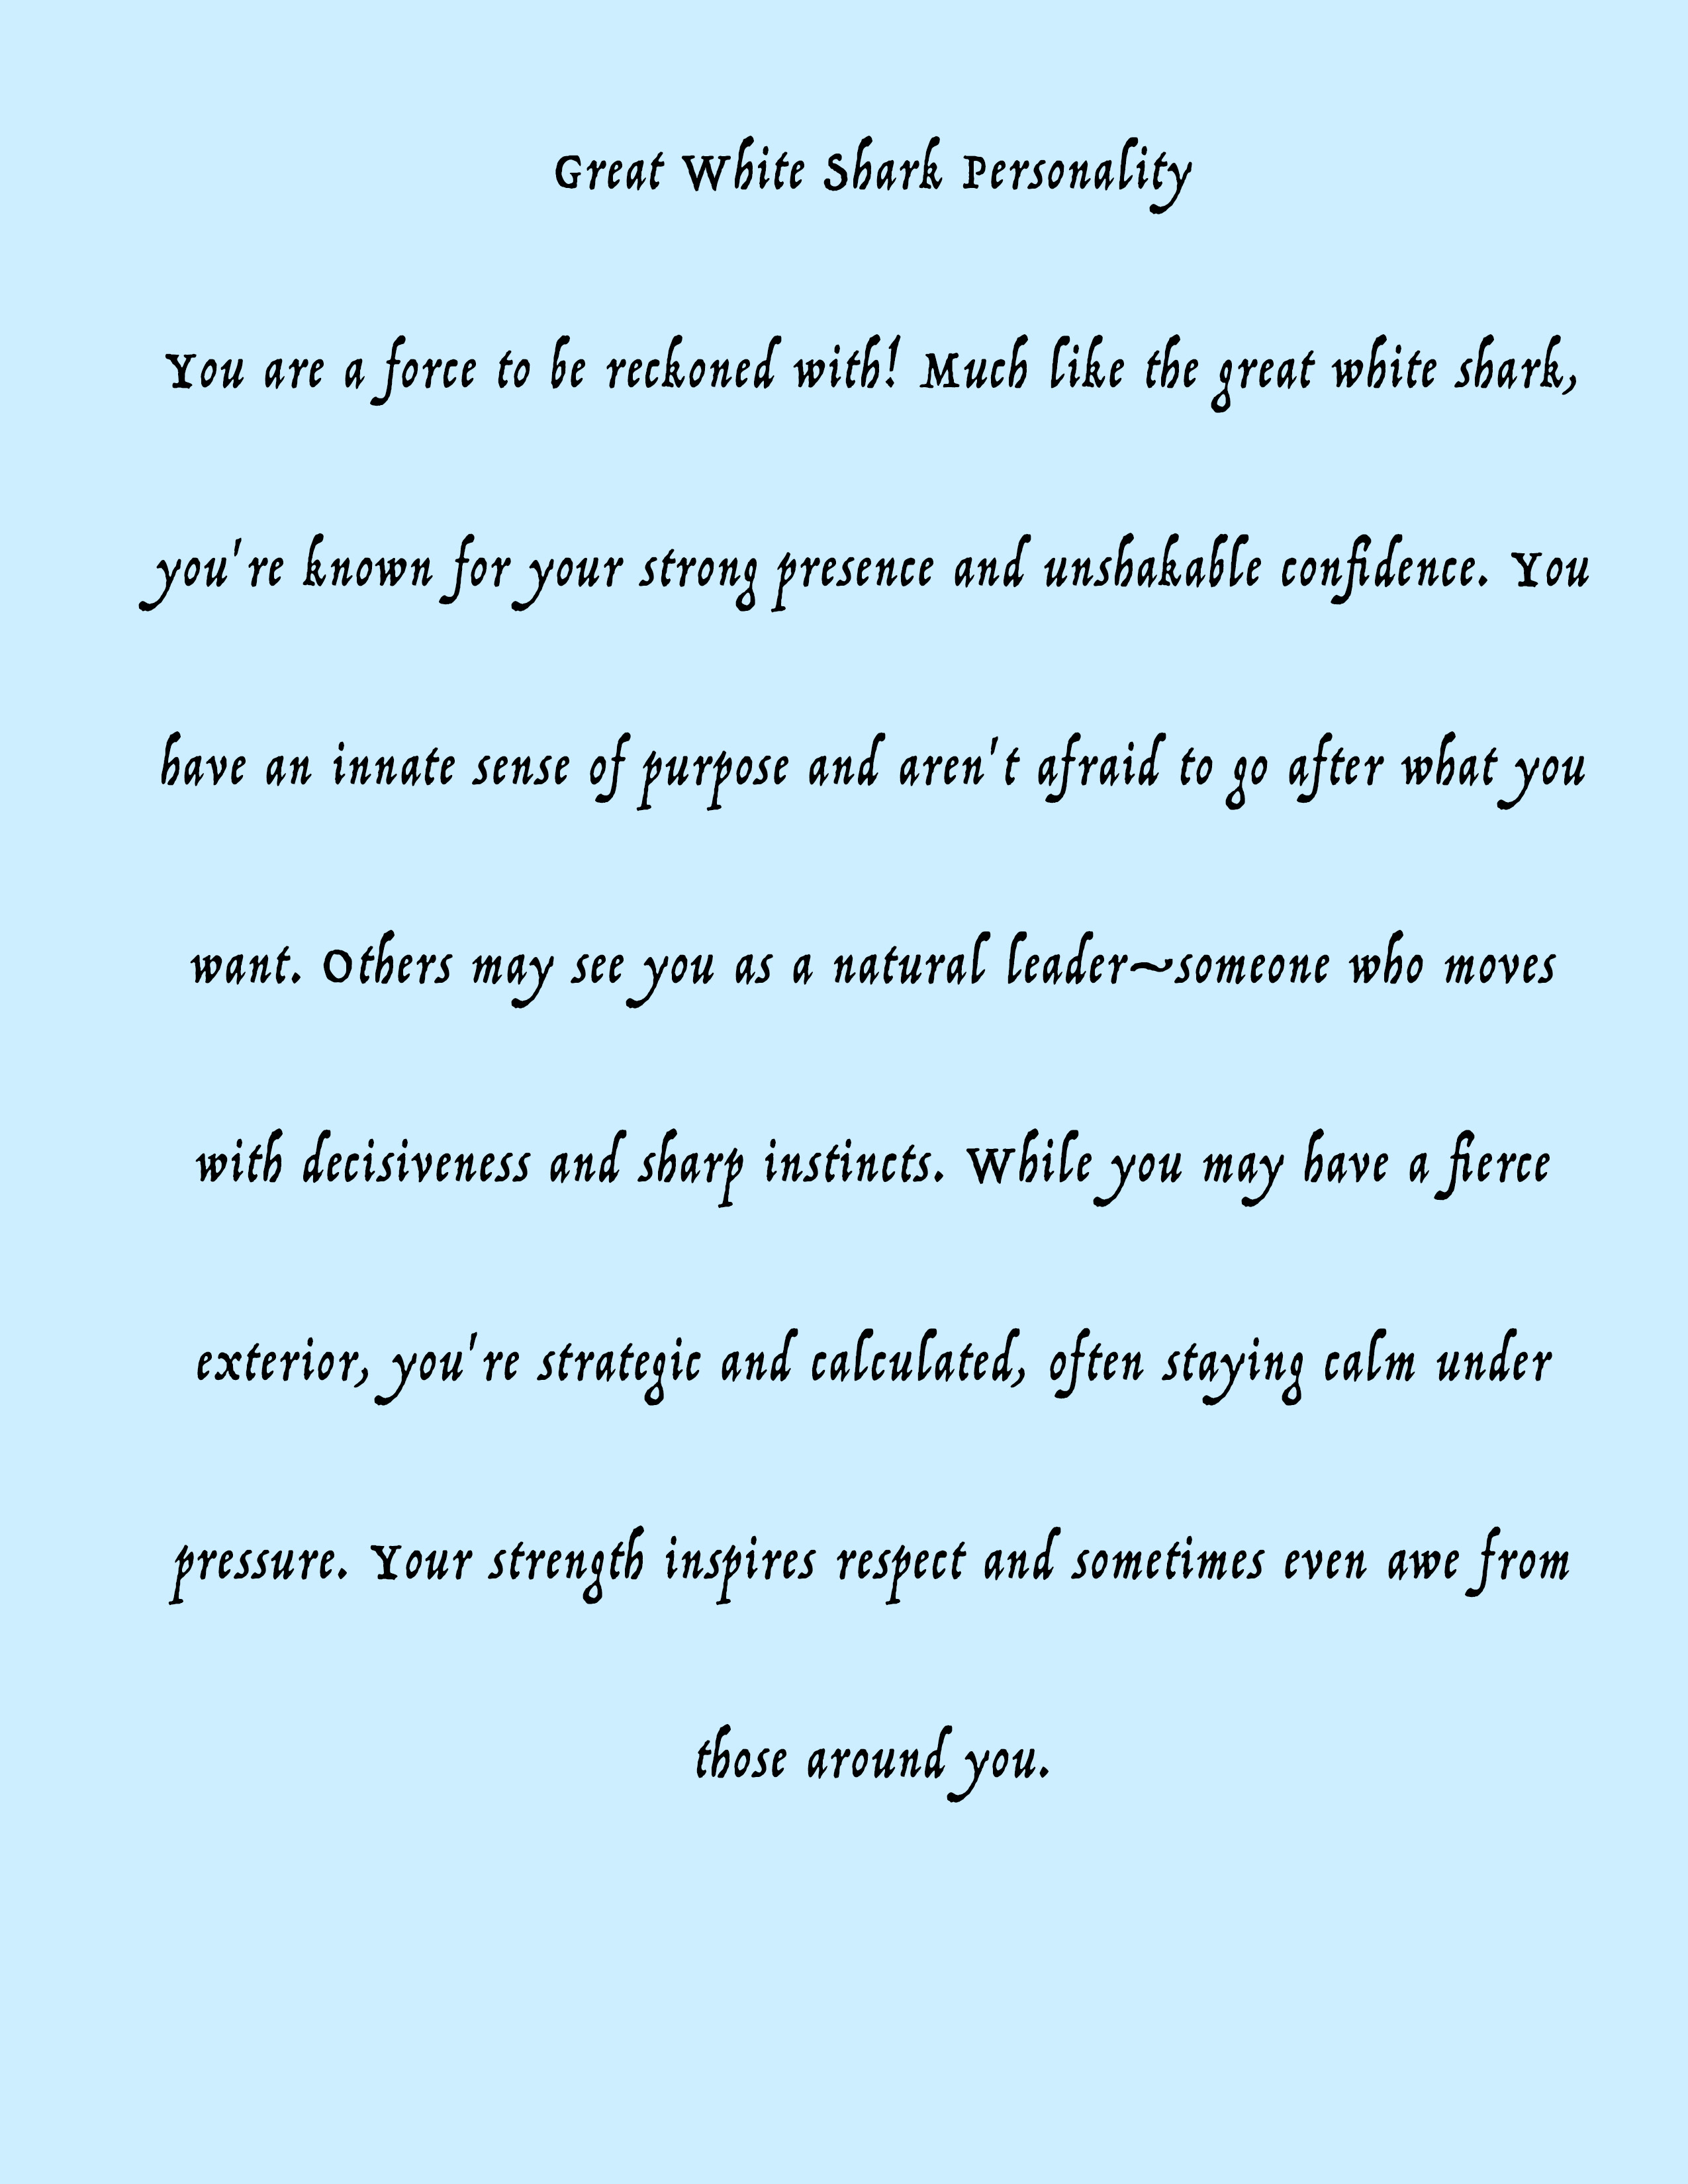 Great White Shark Personality
You are a force to be reckoned with! Much like the great white shark,
you're known for your strong presence and unshakable confidence. You
have an innate sense of purpose and aren't afraid to go after what you
want. Others may see you as a natural leader~someone who moves
with decisiveness and sharp instincts. While you may have a fierce
exterior, you're strategic and calculated, often staying calm under
pressure. Your strength inspires respect and sometimes even awe from
those around you.